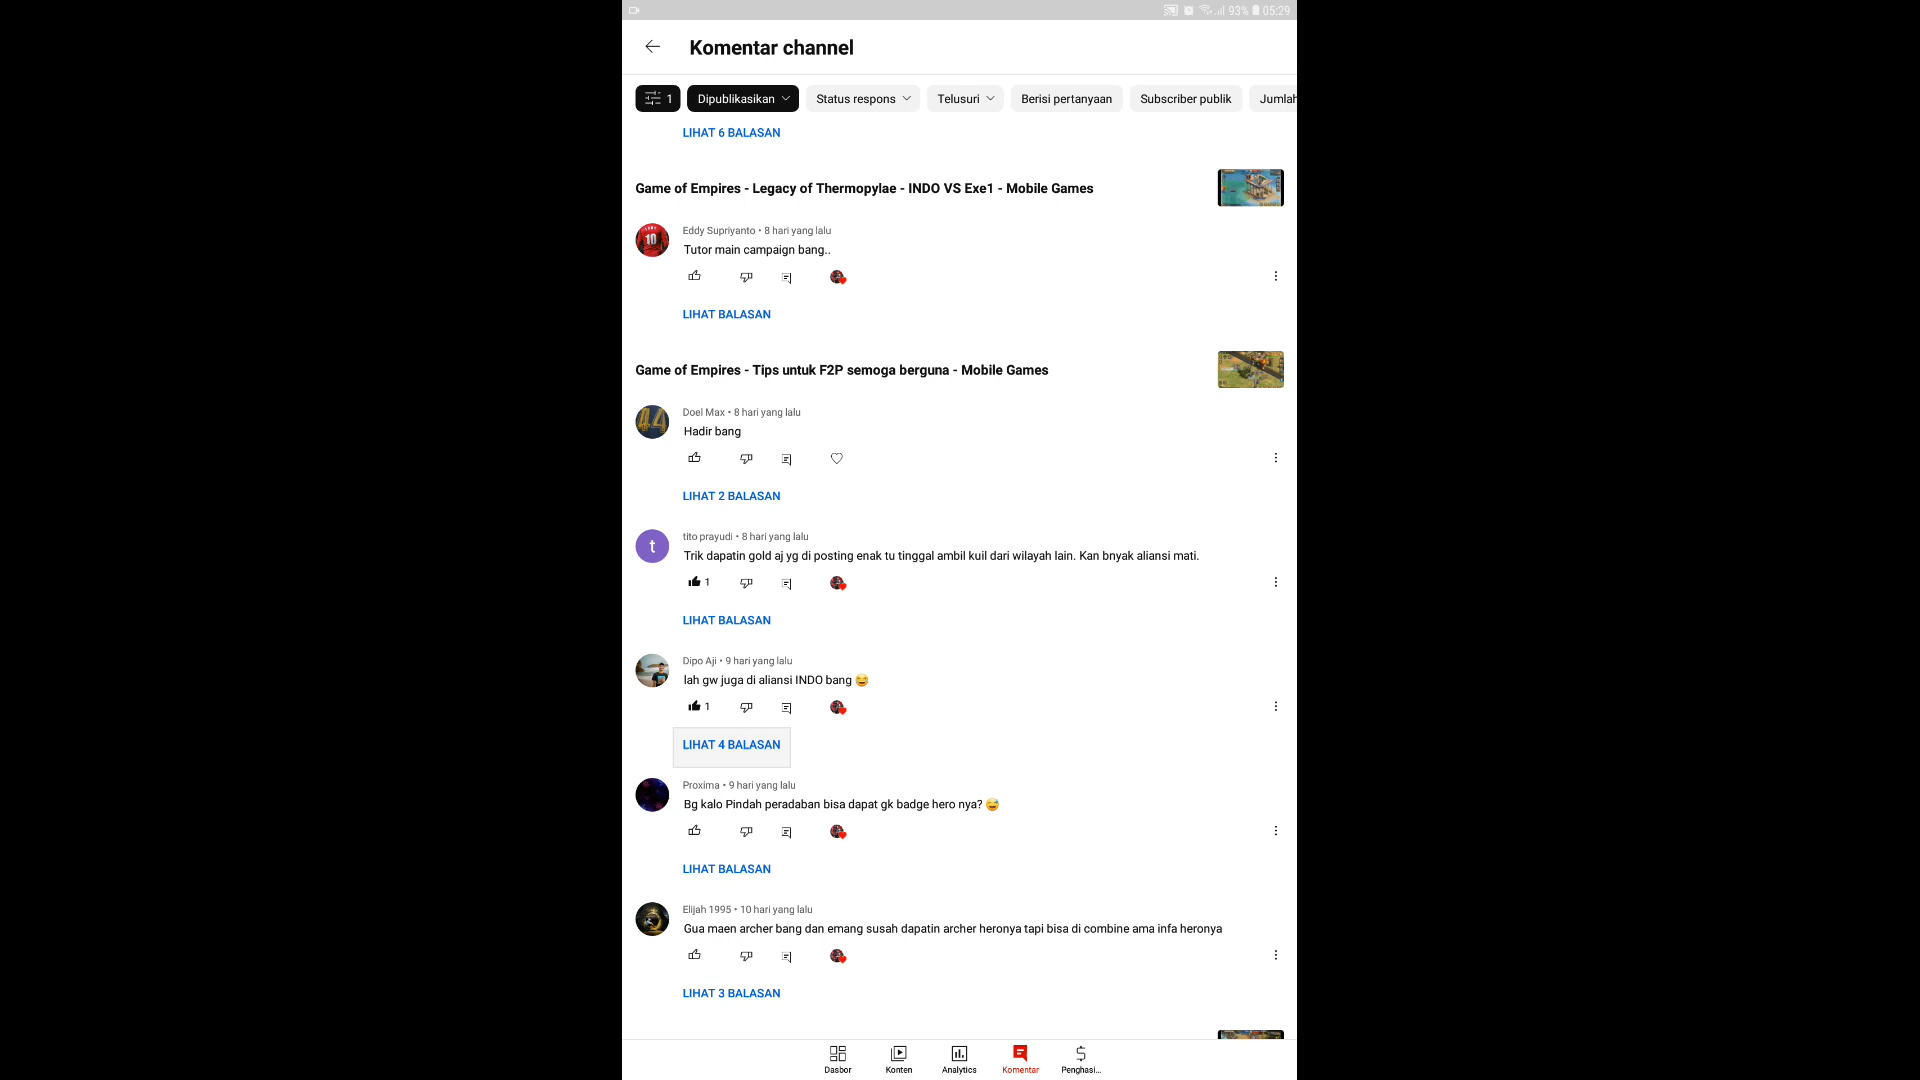 93% 05:29
Komentar channel
1 Dipublikasikan Status respons Telusuri Berisi pertanyaan Subscriber publik Jumlah
LIHAT 6 BALASAN
Game of Empires - Legacy of Thermopylae - INDO VS Exe1 - Mobile Games
Eddy Supriyanto • 8 hari yang lalu
Tutor main campaign bang..
LIHAT BALASAN
Game of Empires - Tips untuk F2P semoga berguna - Mobile Games
Doel Max • 8 hari yang lalu
Hadir bang
LIHAT 2 BALASAN
t
tito prayudi • 8 hari yang lalu
Trik dapatin gold aj yg di posting enak tu tinggal ambil kuil dari wilayah lain. Kan bnyak aliansi mati.
1
LIHAT BALASAN
Dipo Aji • 9 hari yang lalu
lah gw juga di aliansi INDO bang 😂
1
LIHAT 4 BALASAN
Proxima • 9 hari yang lalu
Bg kalo Pindah peradaban bisa dapat gk badge hero nya? 😅
LIHAT BALASAN
Elijah 1995 • 10 hari yang lalu
Gua maen archer bang dan emang susah dapatin archer heronya tapi bisa di combine ama infa heronya
LIHAT 3 BALASAN
Dasbor Konten Analytics Komentar Penghasi...